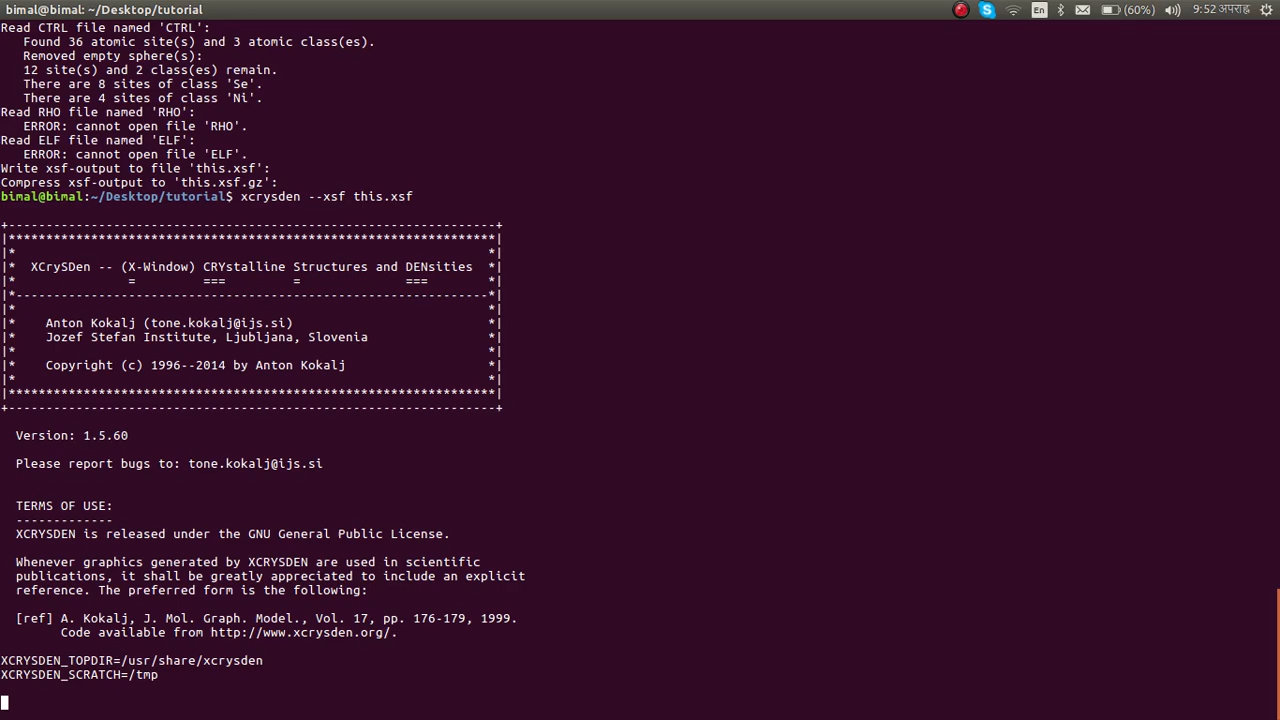 bimal@bimal: ~/Desktop/tutorial
En
(60%)
9:52 अपराह्न
Read CTRL file named 'CTRL':
   Found 36 atomic site(s) and 3 atomic class(es).
   Removed empty sphere(s):
   12 site(s) and 2 class(es) remain.
   There are 8 sites of class 'Se'.
   There are 4 sites of class 'Ni'.
Read RHO file named 'RHO':
   ERROR: cannot open file 'RHO'.
Read ELF file named 'ELF':
   ERROR: cannot open file 'ELF'.
Write xsf-output to file 'this.xsf':
Compress xsf-output to 'this.xsf.gz':
bimal@bimal:~/Desktop/tutorial$ xcrysden --xsf this.xsf
+----------------------------------------------------------------+
|*****************************************************************|
|*                                                               *|
|*  XCrySDen -- (X-Window) CRYstalline Structures and DENsities  *|
|*               =         ===         =              ===        *|
|*---------------------------------------------------------------*|
|*                                                               *|
|*    Anton Kokalj (tone.kokalj@ijs.si)                          *|
|*    Jozef Stefan Institute, Ljubljana, Slovenia                *|
|*                                                               *|
|*    Copyright (c) 1996--2014 by Anton Kokalj                   *|
|*                                                               *|
|*****************************************************************|
+----------------------------------------------------------------+
  Version: 1.5.60
  Please report bugs to: tone.kokalj@ijs.si
  TERMS OF USE:
  -------------
  XCRYSDEN is released under the GNU General Public License.
  Whenever graphics generated by XCRYSDEN are used in scientific
  publications, it shall be greatly appreciated to include an explicit
  reference. The preferred form is the following:
  [ref] A. Kokalj, J. Mol. Graph. Model., Vol. 17, pp. 176-179, 1999.
        Code available from http://www.xcrysden.org/.
XCRYSDEN_TOPDIR=/usr/share/xcrysden
XCRYSDEN_SCRATCH=/tmp